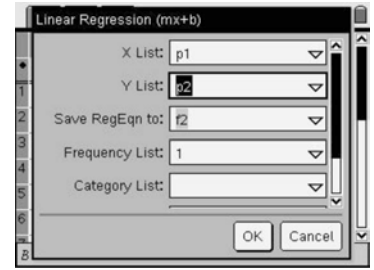 Linear Regression (mx+b)
X List: p1
Y List: p2
Save RegEqn to: f2
Frequency List: 1
Category List:
OK Cancel
1
2
3
4
5
6
B